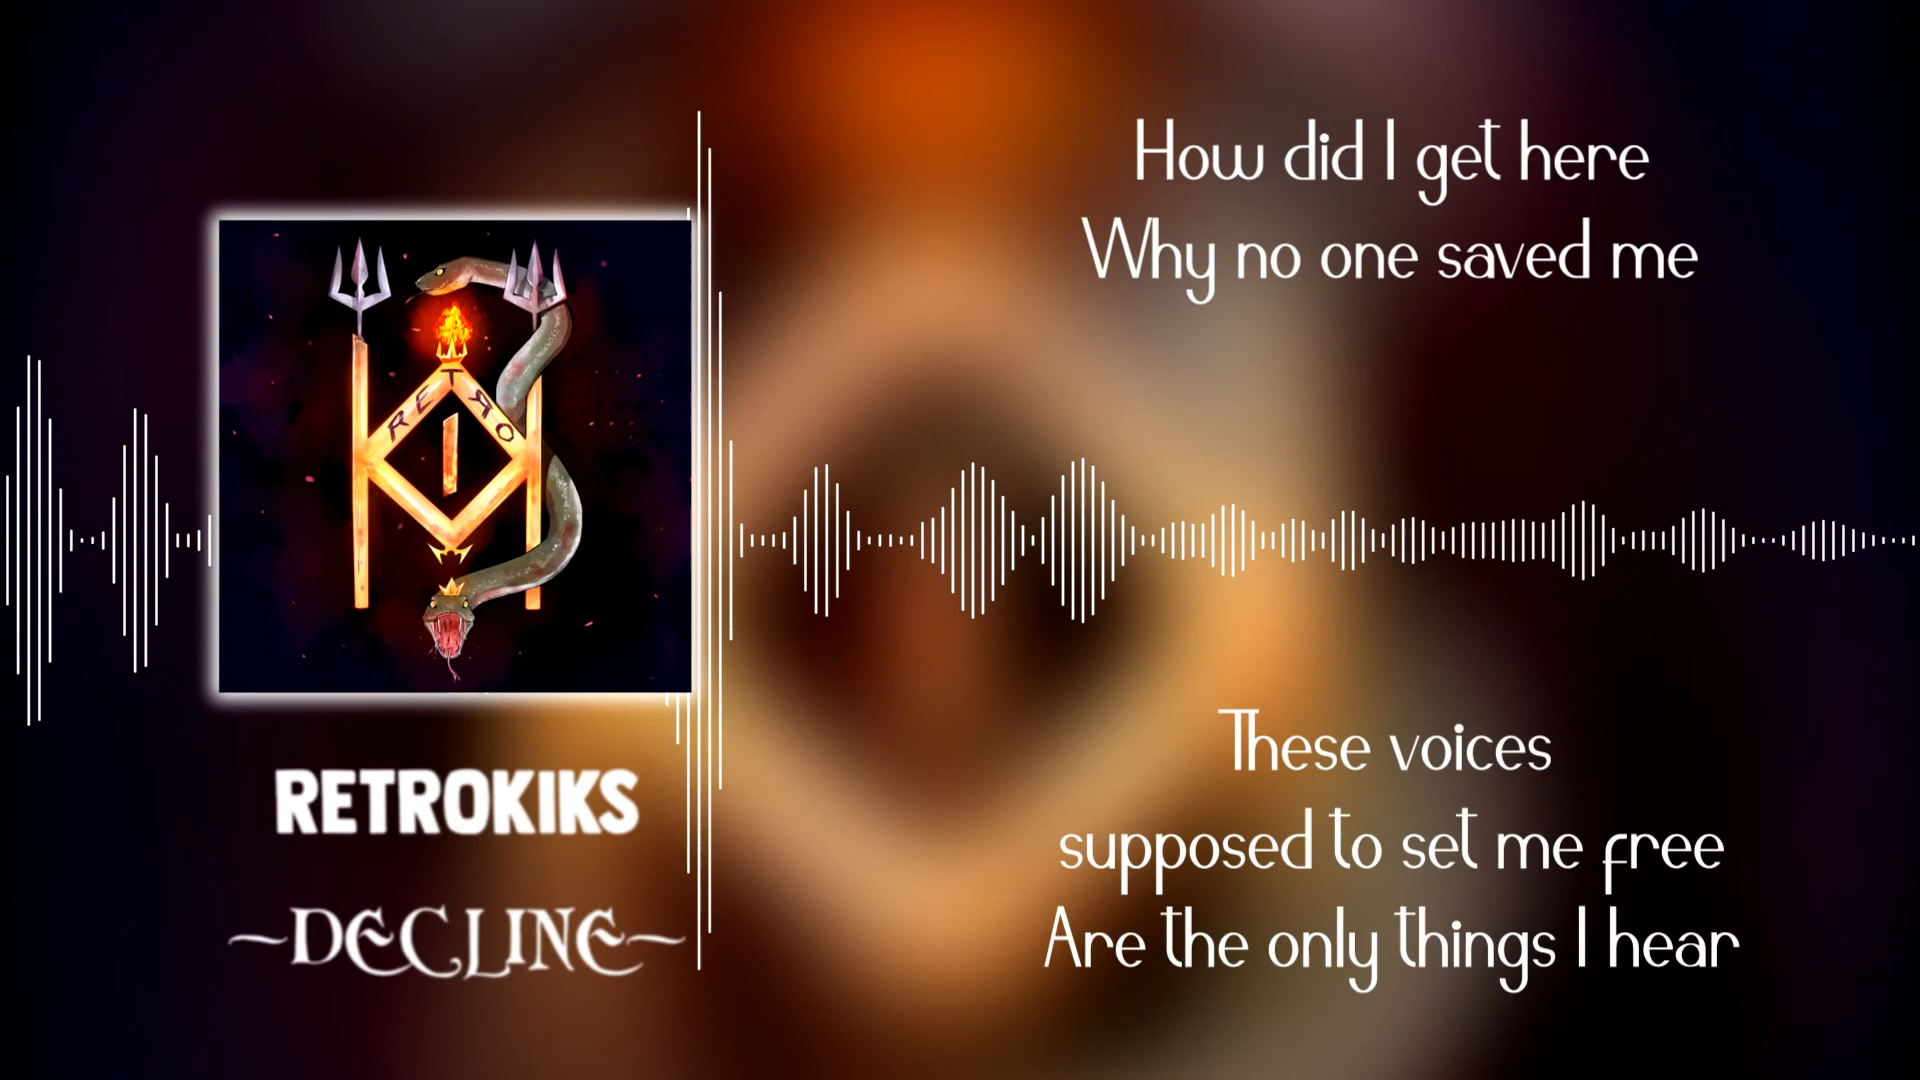 RETRO
RETROKIKS
~DECLINE~
How did I get here
Why no one saved me
These voices
supposed to set me free
Are the only things I hear